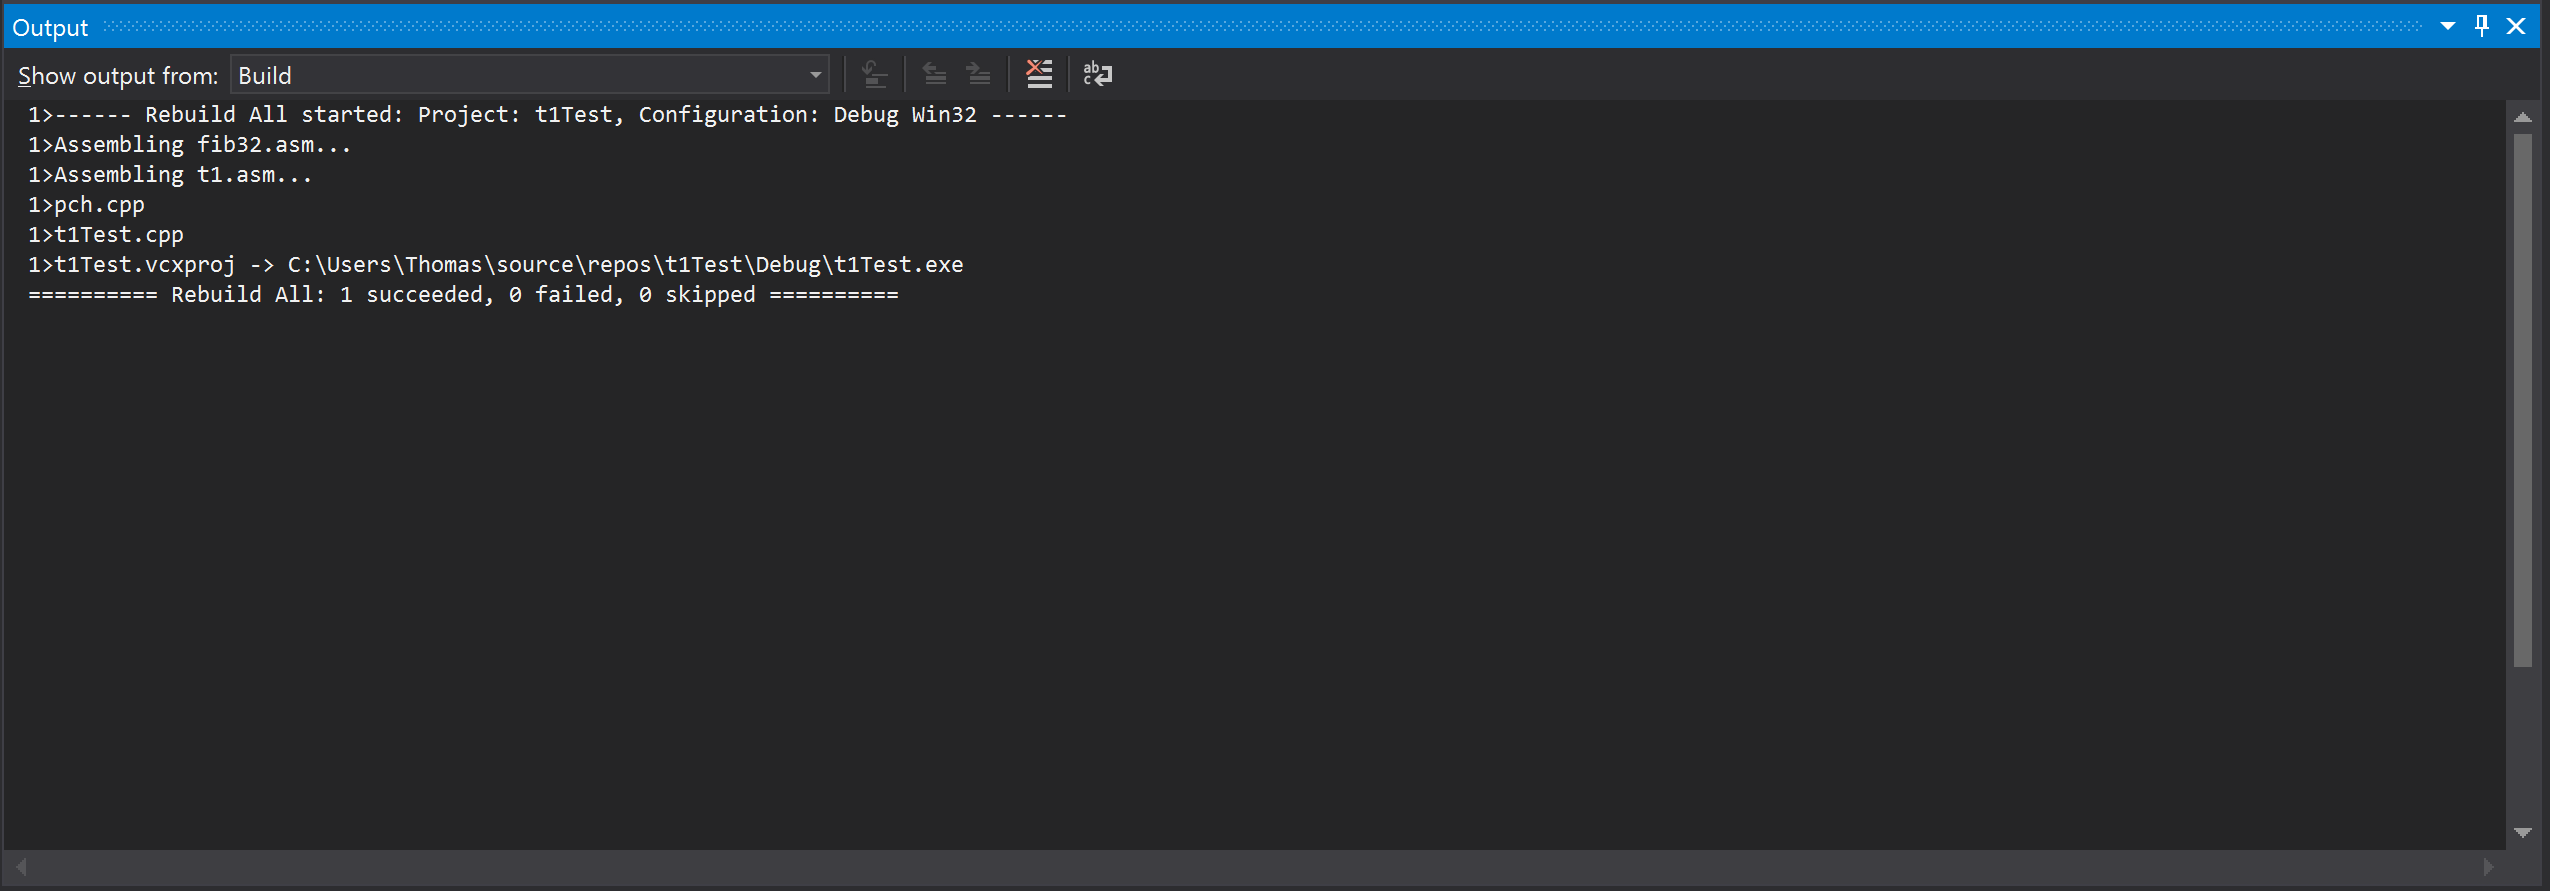 Output
Show output from: Build
1>------ Rebuild All started: Project: t1Test, Configuration: Debug Win32 ------
1>Assembling fib32.asm...
1>Assembling t1.asm...
1>pch.cpp
1>t1Test.cpp
1>t1Test.vcxproj -> C:\Users\Thomas\source\repos\t1Test\Debug\t1Test.exe
========== Rebuild All: 1 succeeded, 0 failed, 0 skipped ==========